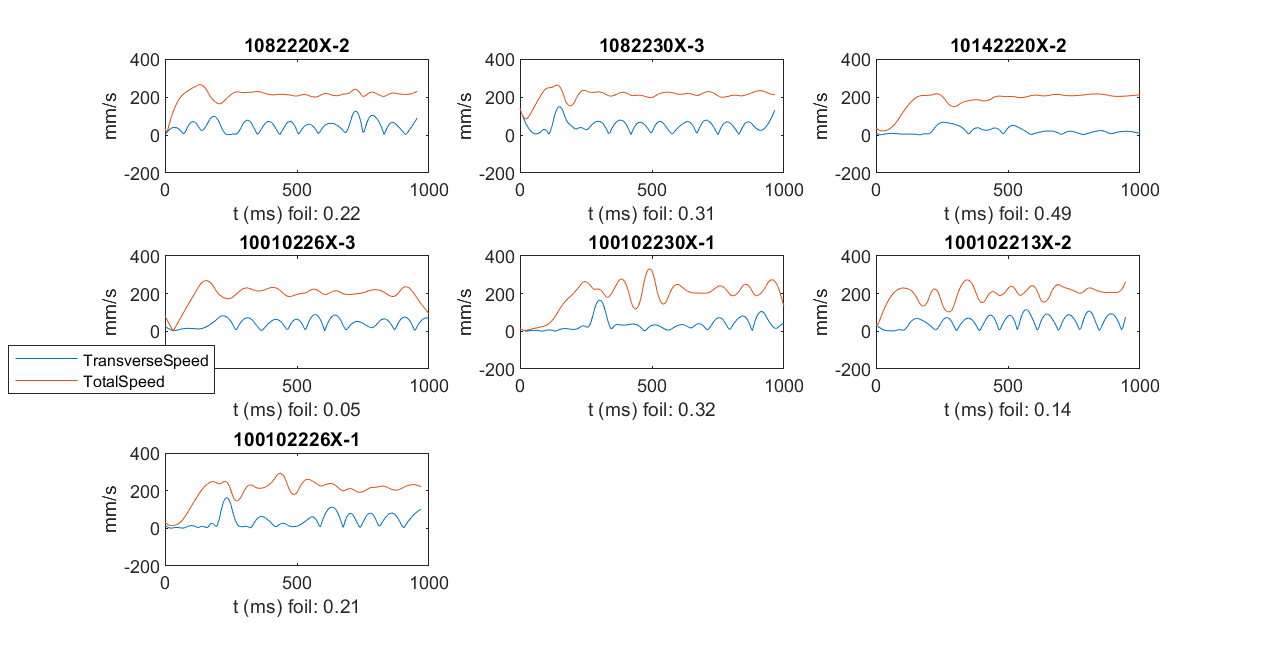 1082220X-2
400
200
0
-200
mm/s
0 500 1000
t (ms) foil: 0.22
1082230X-3
400
200
0
-200
mm/s
0 500 1000
t (ms) foil: 0.31
10142220X-2
400
200
0
-200
mm/s
0 500 1000
t (ms) foil: 0.49
10010226X-3
400
200
0
mm/s
500 1000
t (ms) foil: 0.05
TransverseSpeed
TotalSpeed
100102230X-1
400
200
0
-200
mm/s
0 500 1000
t (ms) foil: 0.32
100102213X-2
400
200
0
-200
mm/s
0 500 1000
t (ms) foil: 0.14
100102226X-1
400
200
0
-200
mm/s
0 500 1000
t (ms) foil: 0.21